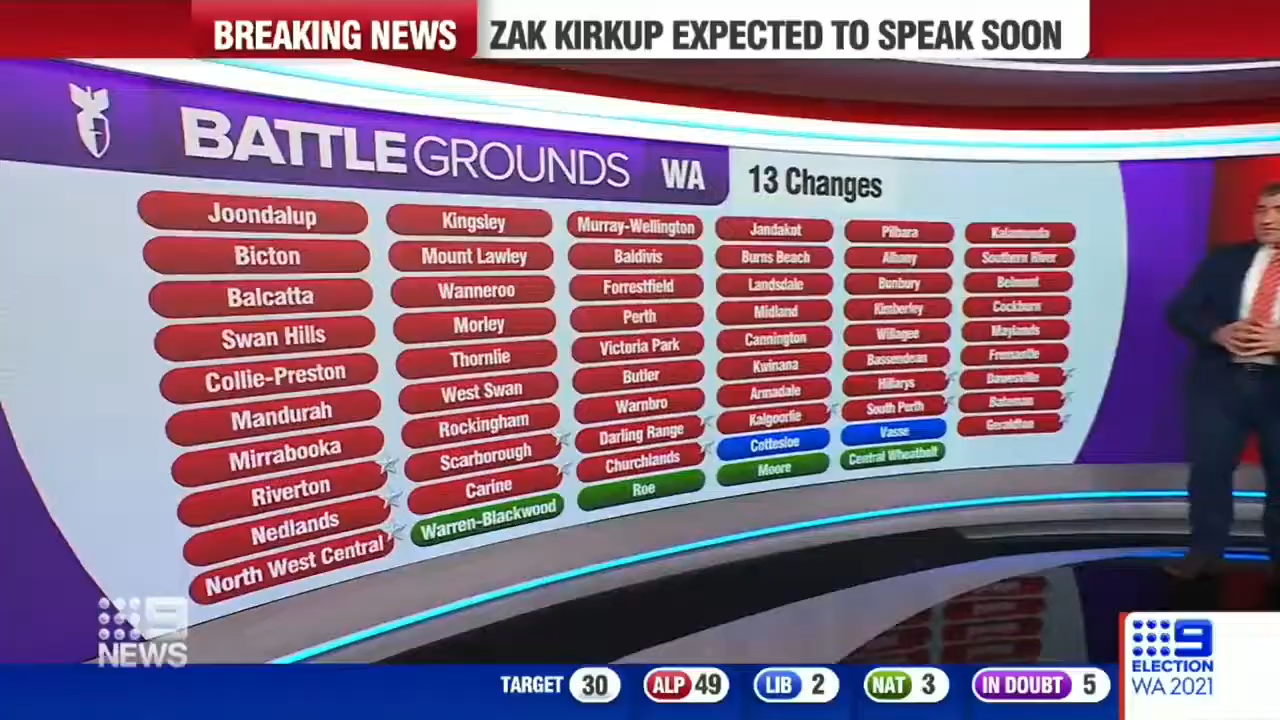 BREAKING NEWS
ZAK KIRKUP EXPECTED TO SPEAK SOON
BATTLEGROUNDS WA
13 Changes
Joondalup
Bicton
Balcatta
Swan Hills
Collie-Preston
Mandurah
Mirrabooka
Riverton
Nedlands
North West Central
Kingsley
Mount Lawley
Wanneroo
Morley
Thornlie
West Swan
Rockingham
Scarborough
Carine
Warren-Blackwood
Murray-Wellington
Baldivis
Forrestfield
Perth
Victoria Park
Butler
Warnbro
Darling Range
Churchlands
Roe
Jandakot
Burns Beach
Landsdale
Midland
Cannington
Kwinana
Armadale
Kalgoorlie
Cottesloe
Moore
Pilbara
Albany
Bunbury
Kimberley
Willagee
Bassendean
Hillarys
South Perth
Vasse
Central Wheatbelt
Kalamunda
Southern River
Belmont
Cockburn
Maylands
Fremantle
Dawesville
Bateman
Geraldton
9
NEWS
TARGET 30 ALP 49 LIB 2 NAT 3 IN DOUBT 5
9
ELECTION
WA 2021